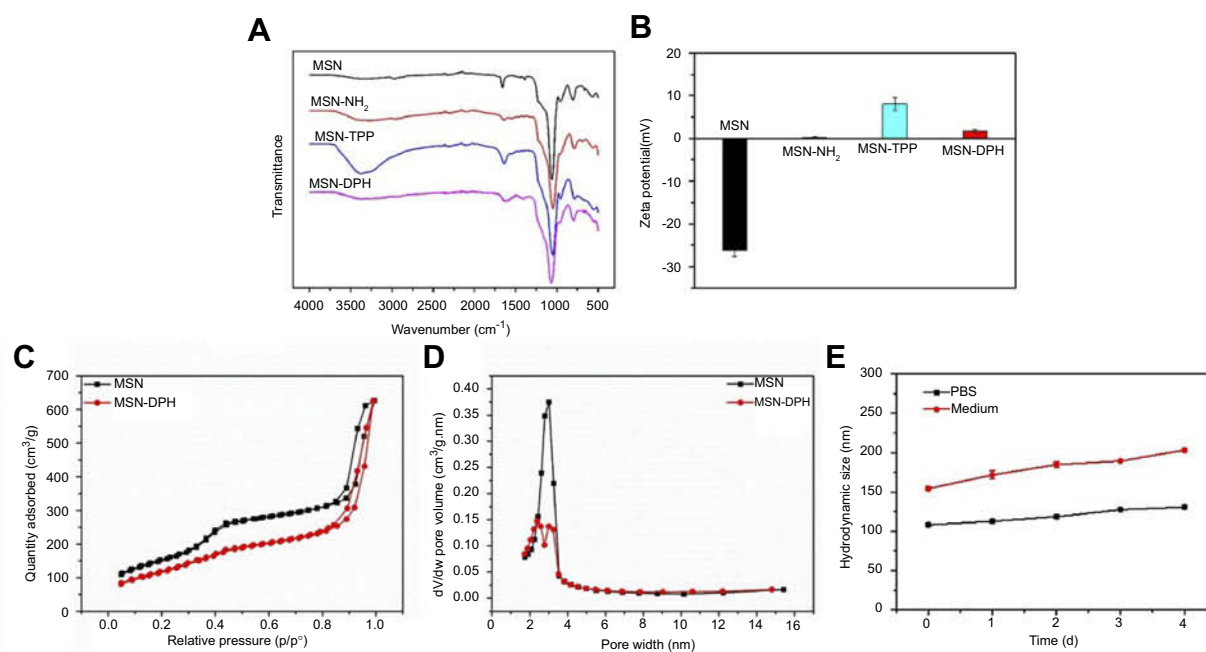 A
MSN
MSN-NH2
MSN-TPP
MSN-DPH
Transmittance
4000 3500 3000 2500 2000 1500 1000 500
Wavenumber (cm-1)
B
20
10
0
-10
-20
-30
Zeta potential(mV)
MSN
MSN-NH2
MSN-TPP
MSN-DPH
C
700
600
500
400
300
200
100
0
Quantity adsorbed (cm3/g)
MSN
MSN-DPH
0.0 0.2 0.4 0.6 0.8 1.0
Relative pressure (p/p°)
D
0.40
0.35
0.30
0.25
0.20
0.15
0.10
0.05
0.00
dV/dw pore volume (cm3/g.nm)
MSN
MSN-DPH
0 2 4 6 8 10 12 14 16
Pore width (nm)
E
300
250
200
150
100
50
0
Hydrodynamic size (nm)
PBS
Medium
0 1 2 3 4
Time (d)